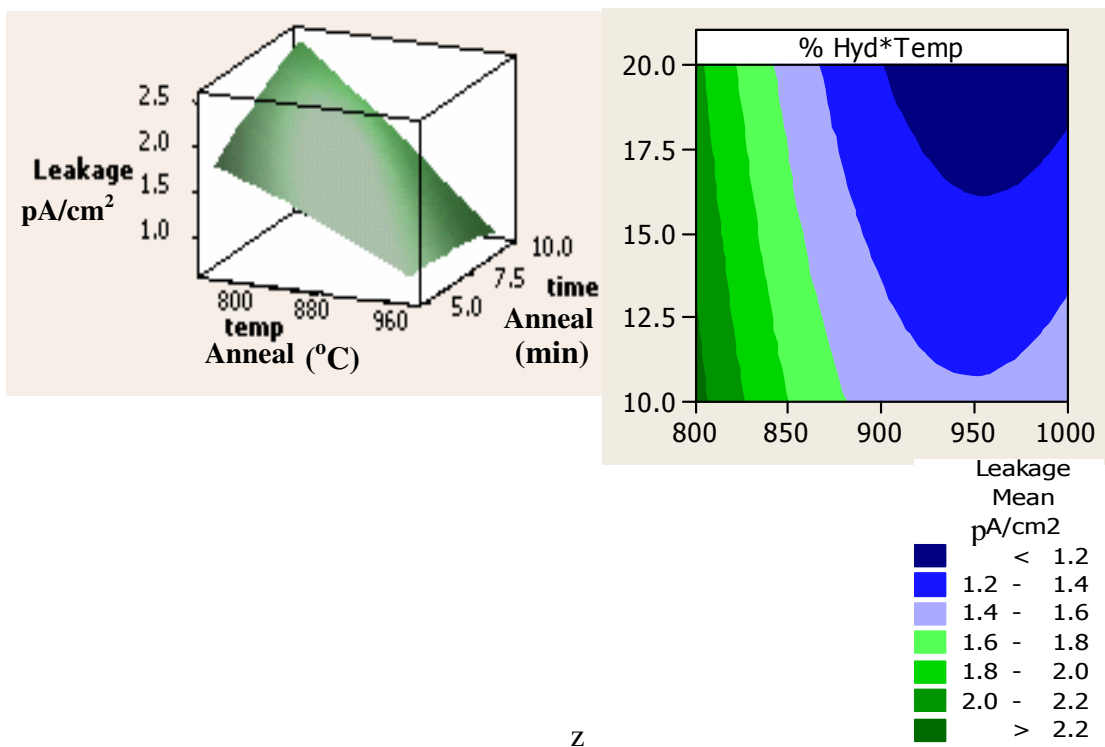 2.5
2.0
1.5
1.0
Leakage
pA/cm²
800
880
960
temp
Anneal (°C)
5.0
7.5
10.0
time
Anneal
(min)
% Hyd*Temp
20.0
17.5
15.0
12.5
10.0
800 850 900 950 1000
Leakage
Mean
pA/cm2
< 1.2
1.2 - 1.4
1.4 - 1.6
1.6 - 1.8
1.8 - 2.0
2.0 - 2.2
> 2.2
z